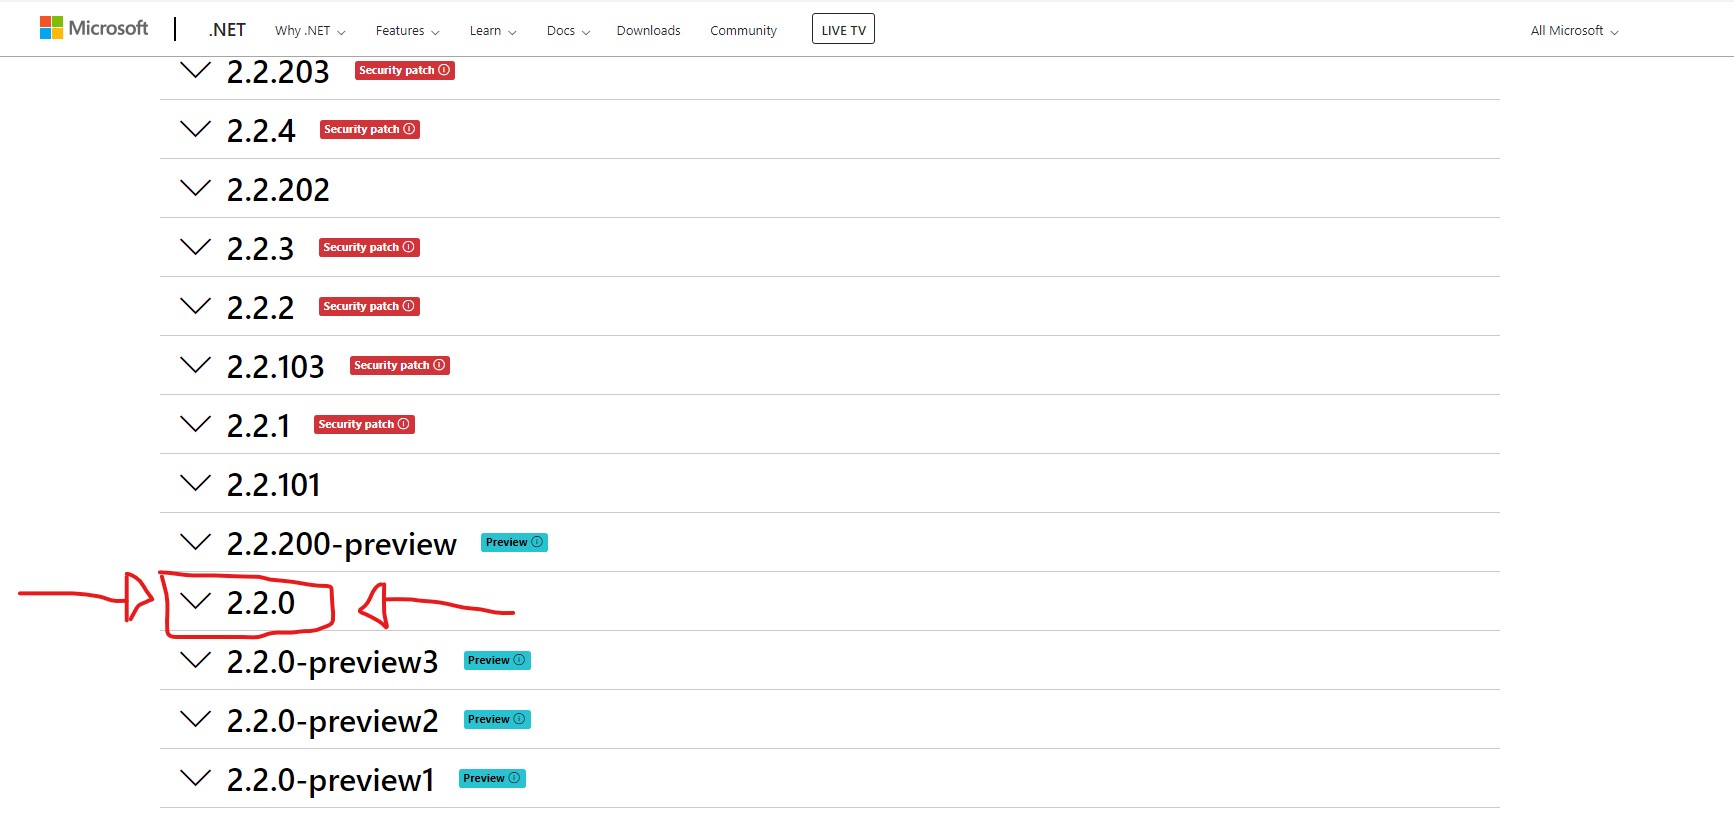 Microsoft .NET Why .NET Features Learn Docs Downloads Community LIVE TV All Microsoft
2.2.203 Security patch
2.2.4 Security patch
2.2.202
2.2.3 Security patch
2.2.2 Security patch
2.2.103 Security patch
2.2.1 Security patch
2.2.101
2.2.200-preview Preview
2.2.0
2.2.0-preview3 Preview
2.2.0-preview2 Preview
2.2.0-preview1 Preview